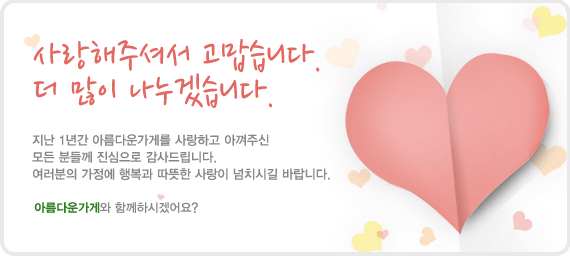 사랑해주셔서 고맙습니다.
더 많이 나누겠습니다.
지난 1년간 아름다운가게를 사랑하고 아껴주신
모든 분들께 진심으로 감사드립니다.
여러분의 가정에 행복과 따뜻한 사랑이 넘치시길 바랍니다.
아름다운가게와 함께하시겠어요?